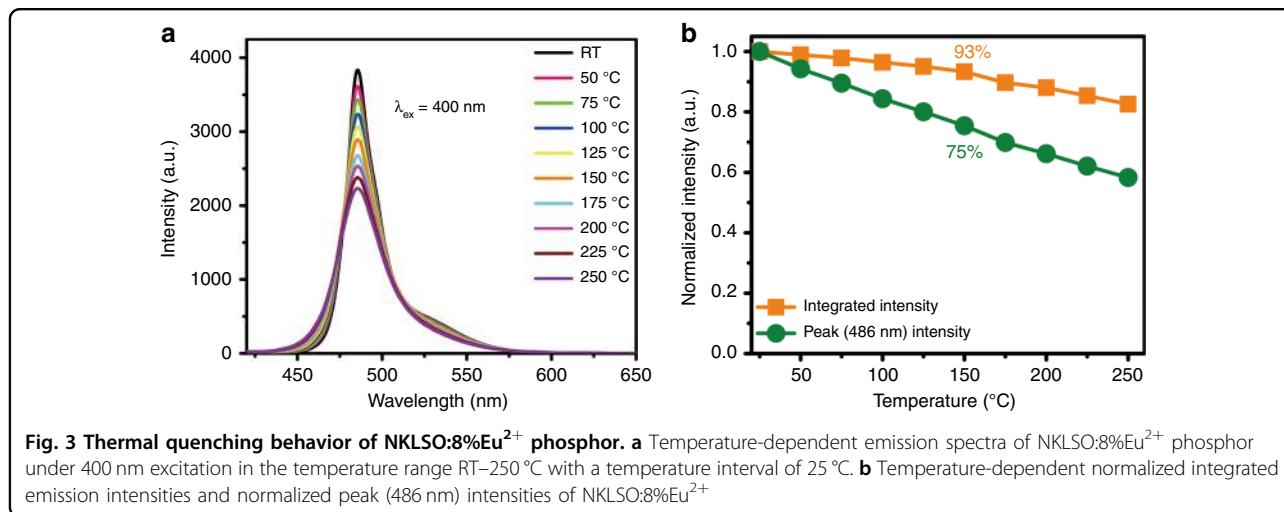 a
4000
3000
2000
1000
0
Intensity (a.u.)
450
500
550
600
650
Wavelength (nm)
λex = 400 nm
RT
50 °C
75 °C
100 °C
125 °C
150 °C
175 °C
200 °C
225 °C
250 °C
b
1.0
0.8
0.6
0.4
0.2
0.0
Normalized intensity (a.u.)
93%
75%
Integrated intensity
Peak (486 nm) intensity
50
100
150
200
250
Temperature (°C)
Fig. 3 Thermal quenching behavior of NKLSO:8%Eu²⁺ phosphor. a Temperature-dependent emission spectra of NKLSO:8%Eu²⁺ phosphor
under 400 nm excitation in the temperature range RT–250 °C with a temperature interval of 25 °C. b Temperature-dependent normalized integrated
emission intensities and normalized peak (486 nm) intensities of NKLSO:8%Eu²⁺